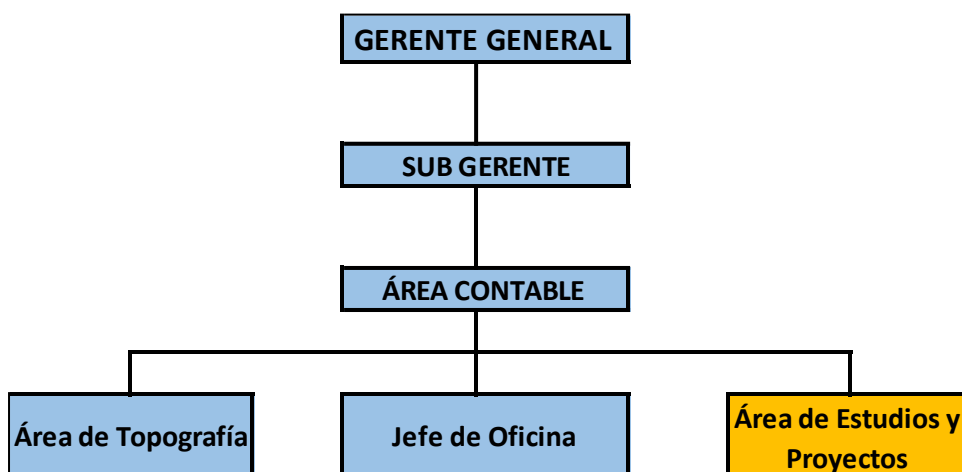 GERENTE GENERAL
SUB GERENTE
ÁREA CONTABLE
Área de Topografía
Jefe de Oficina
Área de Estudios y
Proyectos